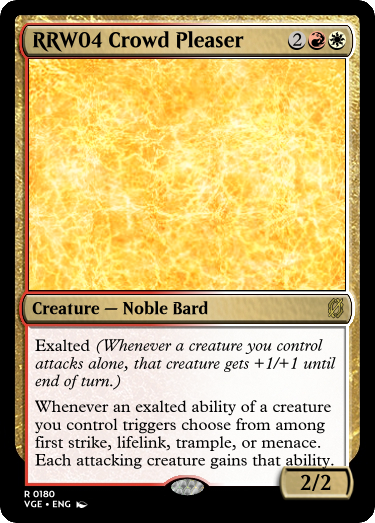 RRW04 Crowd Pleaser 2
Creature — Noble Bard
Exalted (Whenever a creature you control
attacks alone, that creature gets +1/+1 until
end of turn.)
Whenever an exalted ability of a creature
you control triggers choose from among
first strike, lifelink, trample, or menace.
Each attacking creature gains that ability.
2/2
R 0180
VGE • ENG